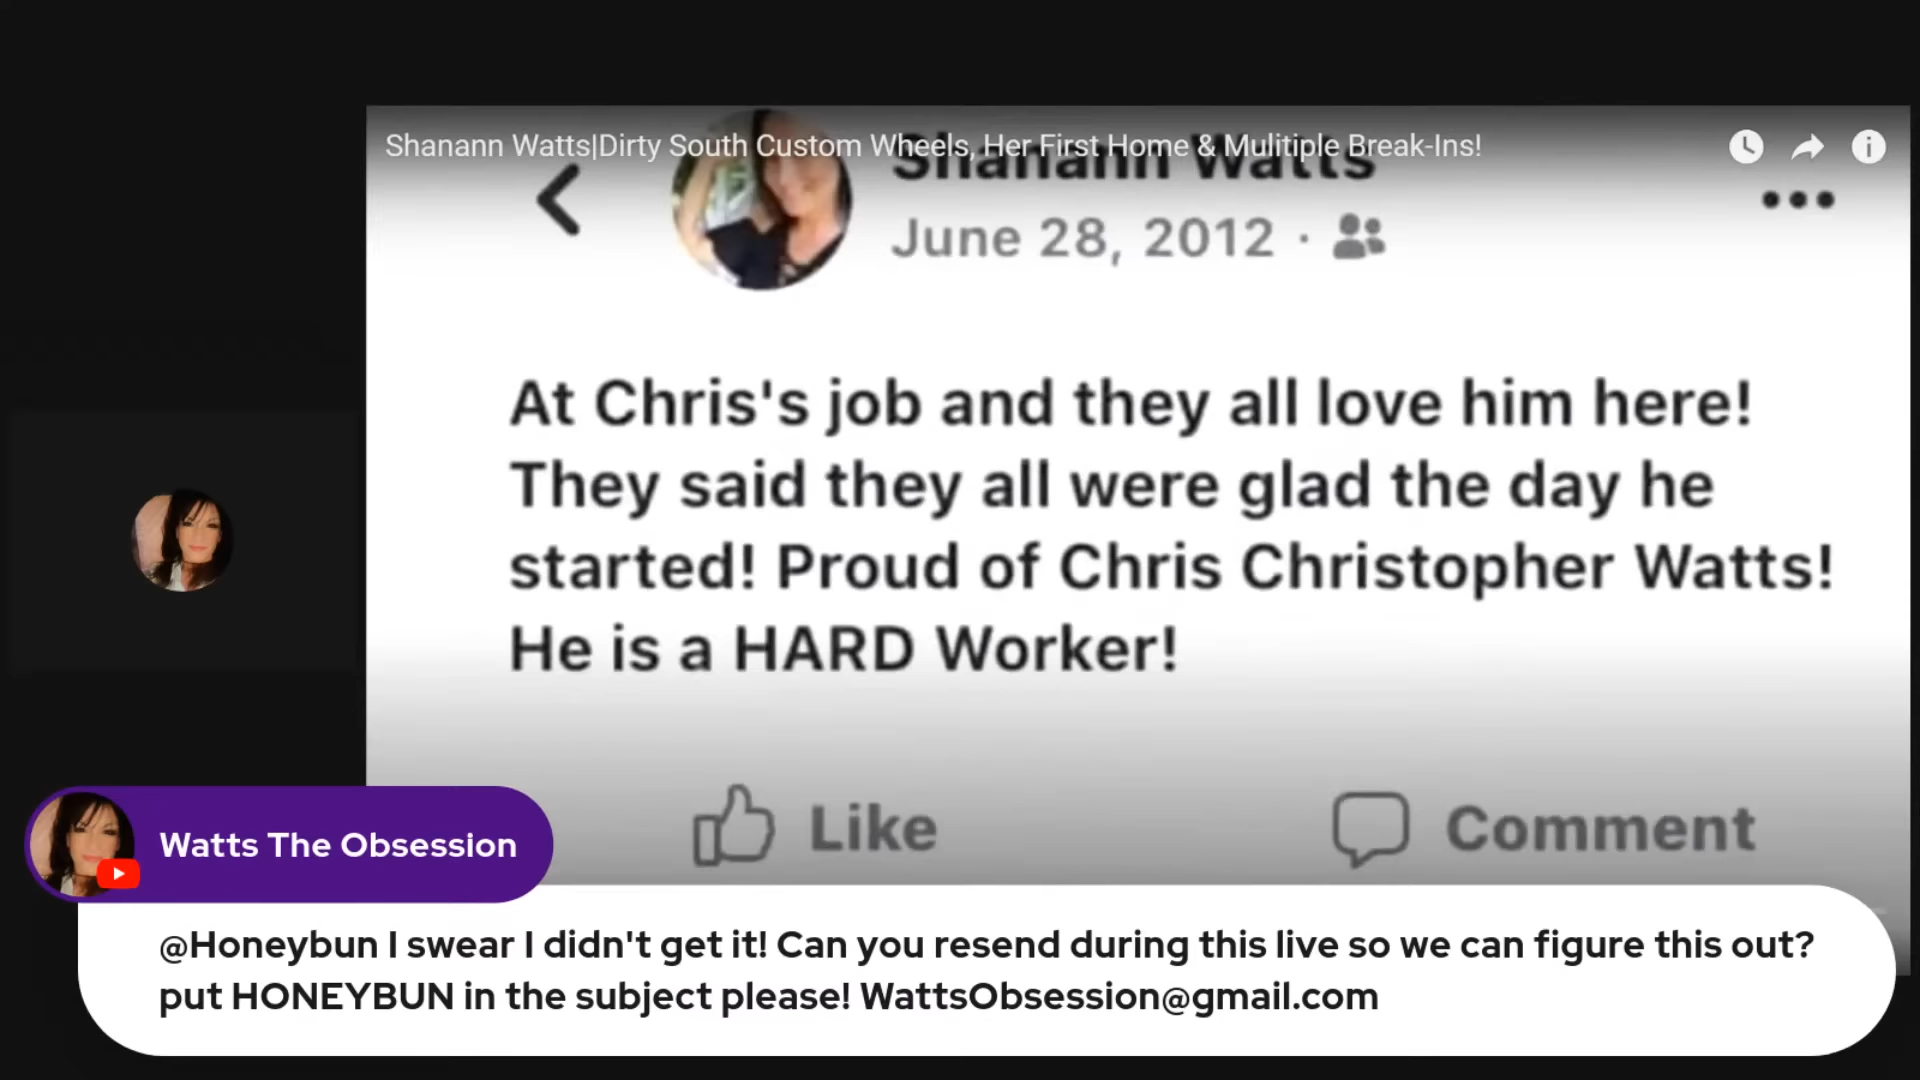 Shanann Watts|Dirty South Custom Wheels, Her First Home & Mulitiple Break-Ins!
Shanann Watts
June 28, 2012 ·
At Chris's job and they all love him here!
They said they all were glad the day he
started! Proud of Chris Christopher Watts!
He is a HARD Worker!
Like
Comment
Watts The Obsession
@Honeybun I swear I didn't get it! Can you resend during this live so we can figure this out?
put HONEYBUN in the subject please! WattsObsession@gmail.com